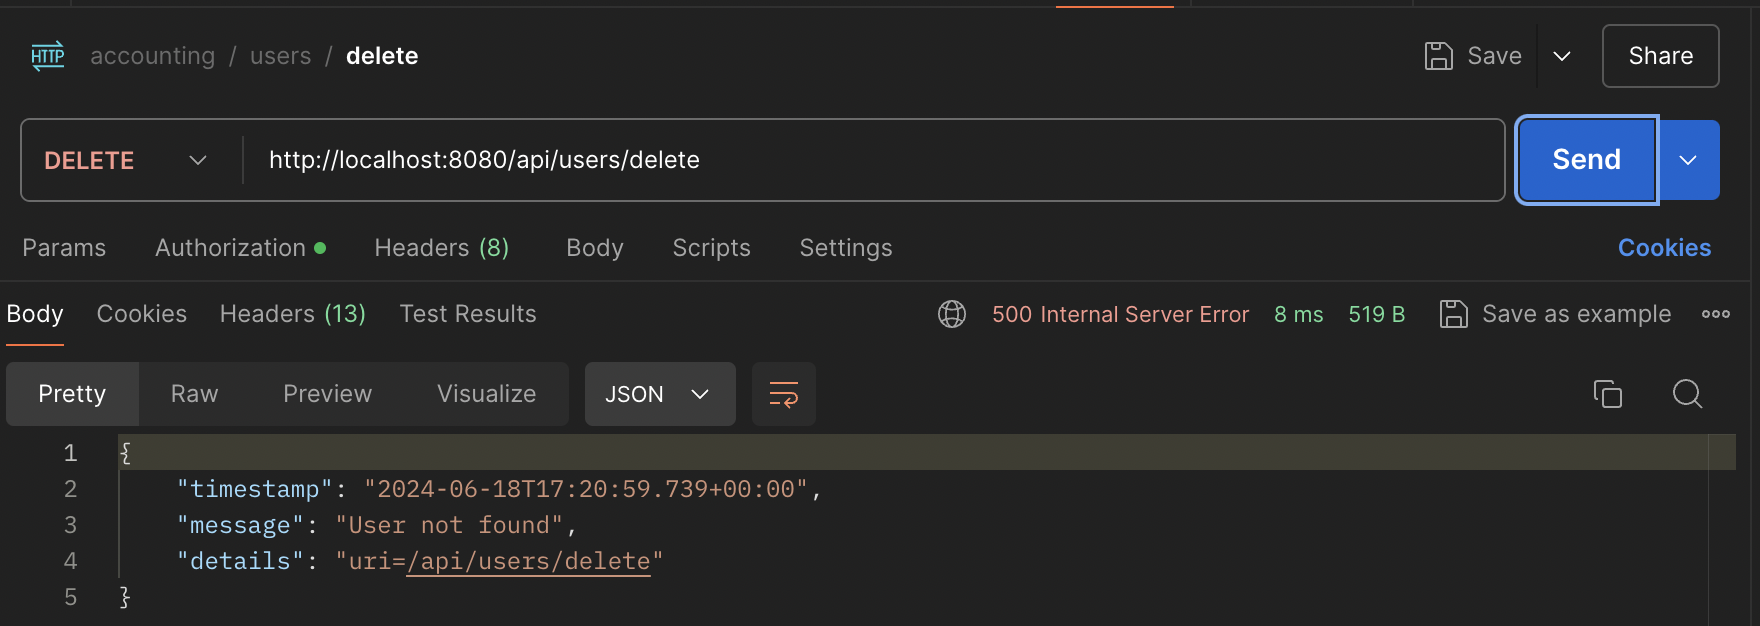 HTTP accounting / users / delete Save Share
DELETE http://localhost:8080/api/users/delete Send
Params Authorization Headers (8) Body Scripts Settings Cookies
Body Cookies Headers (13) Test Results 500 Internal Server Error 8 ms 519 B Save as example
Pretty Raw Preview Visualize JSON
1 {
2 "timestamp": "2024-06-18T17:20:59.739+00:00",
3 "message": "User not found",
4 "details": "uri=/api/users/delete"
5 }